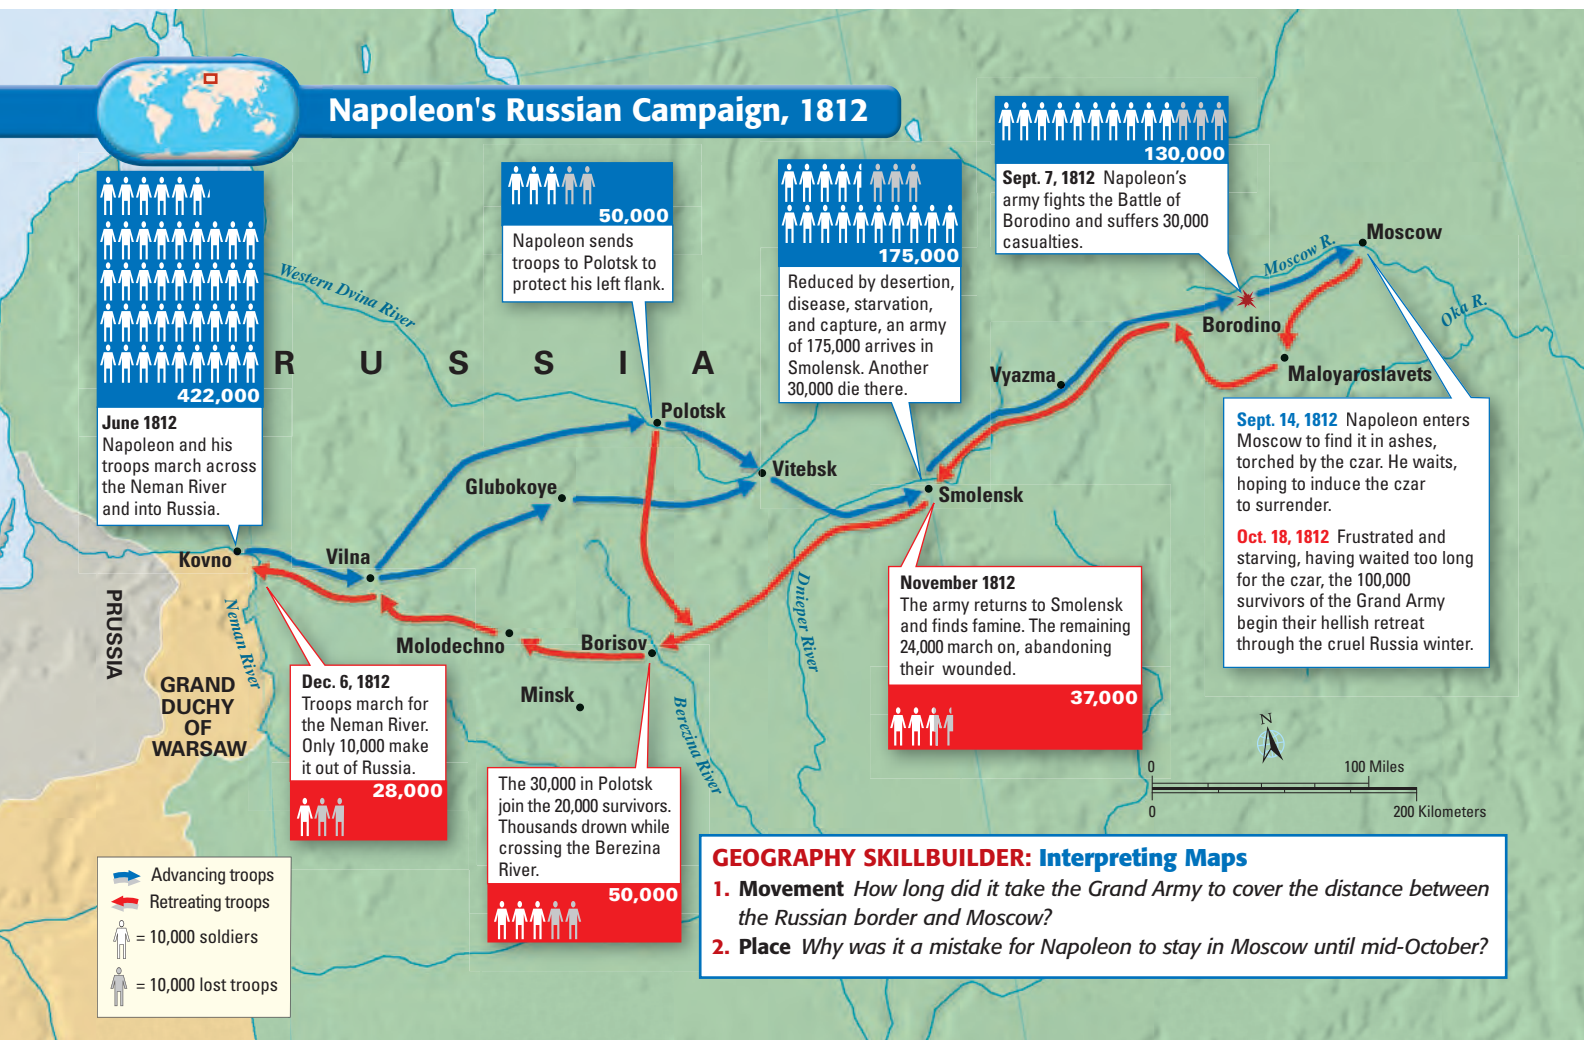 Napoleon's Russian Campaign, 1812
422,000
June 1812
Napoleon and his
troops march across
the Neman River
and into Russia.
50,000
Napoleon sends
troops to Polotsk to
protect his left flank.
175,000
Reduced by desertion,
disease, starvation,
and capture, an army
of 175,000 arrives in
Smolensk. Another
30,000 die there.
130,000
Sept. 7, 1812 Napoleon's
army fights the Battle of
Borodino and suffers 30,000
casualties.
Moscow
Moscow R.
Oka R.
Borodino
Maloyaroslavets
Vyazma
Western Dvina River
RUSSIA
Polotsk
Vitebsk
Glubokoye
Smolensk
Kovno
Vilna
Molodechno
Borisov
Minsk
Neman River
Dnieper River
Berezina River
PRUSSIA
GRAND
DUCHY
OF
WARSAW
Sept. 14, 1812 Napoleon enters
Moscow to find it in ashes,
torched by the czar. He waits,
hoping to induce the czar
to surrender.
Oct. 18, 1812 Frustrated and
starving, having waited too long
for the czar, the 100,000
survivors of the Grand Army
begin their hellish retreat
through the cruel Russia winter.
November 1812
The army returns to Smolensk
and finds famine. The remaining
24,000 march on, abandoning
their wounded.
37,000
Dec. 6, 1812
Troops march for
the Neman River.
Only 10,000 make
it out of Russia.
28,000
The 30,000 in Polotsk
join the 20,000 survivors.
Thousands drown while
crossing the Berezina
River.
50,000
N
0 100 Miles
0 200 Kilometers
Advancing troops
Retreating troops
= 10,000 soldiers
= 10,000 lost troops
GEOGRAPHY SKILLBUILDER: Interpreting Maps
1. Movement How long did it take the Grand Army to cover the distance between
the Russian border and Moscow?
2. Place Why was it a mistake for Napoleon to stay in Moscow until mid-October?